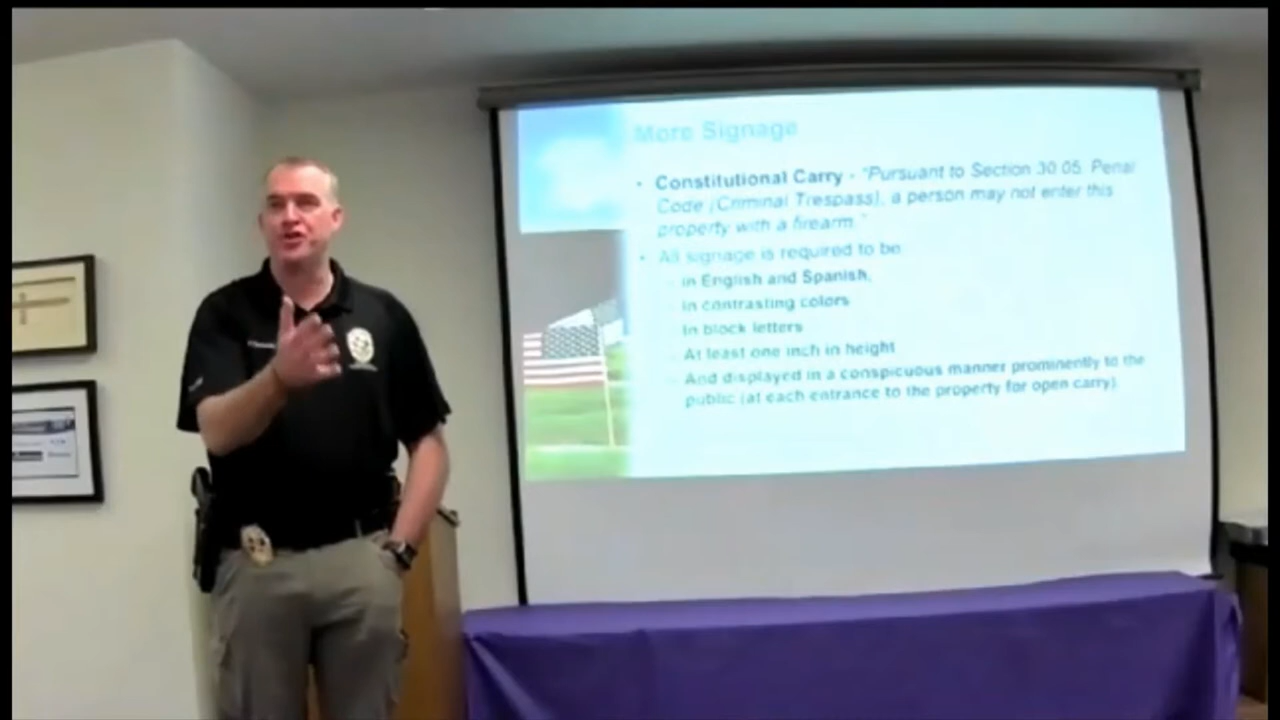 More Signage
• Constitutional Carry - "Pursuant to Section 30.05, Penal
Code (Criminal Trespass), a person may not enter this
property with a firearm."
• All signage is required to be
- in English and Spanish,
- In contrasting colors
- In block letters
- At least one inch in height
- And displayed in a conspicuous manner prominently to the
public (at each entrance to the property for open carry)